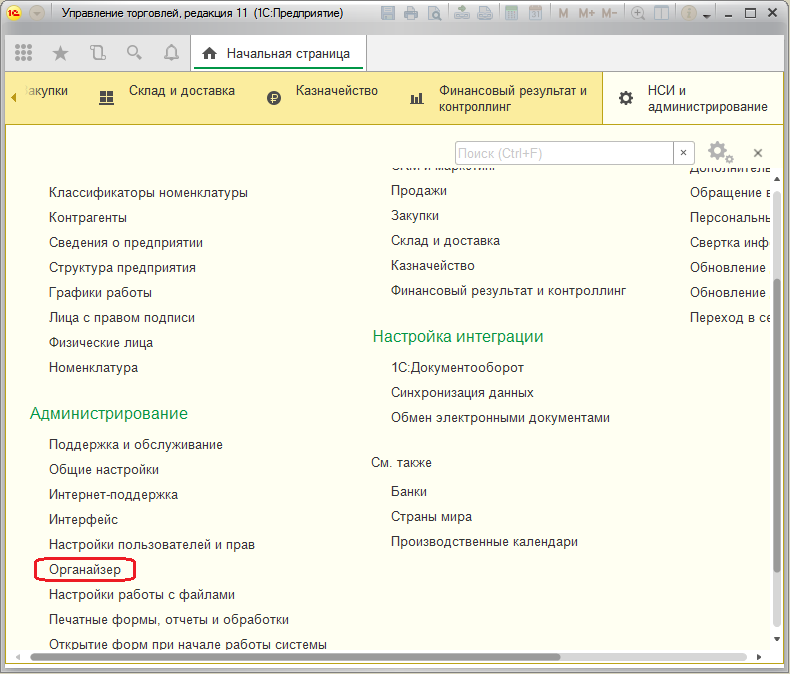 Управление торговлей, редакция 11 (1С:Предприятие)
M M+ M−
Начальная страница
Закупки
Склад и доставка
Казначейство
Финансовый результат и
контроллинг
НСИ и
администрирование
Поиск (Ctrl+F)
Классификаторы номенклатуры
Контрагенты
Сведения о предприятии
Структура предприятия
Графики работы
Лица с правом подписи
Физические лица
Номенклатура
Администрирование
Поддержка и обслуживание
Общие настройки
Интернет-поддержка
Интерфейс
Настройки пользователей и прав
Органайзер
Настройки работы с файлами
Печатные формы, отчеты и обработки
Открытие форм при начале работы системы
CRM и маркетинг
Продажи
Закупки
Склад и доставка
Казначейство
Финансовый результат и контроллинг
Настройка интеграции
1С:Документооборот
Синхронизация данных
Обмен электронными документами
См. также
Банки
Страны мира
Производственные календари
Дополнитель
Обращение в
Персональны
Свертка инф
Обновление
Обновление
Переход в се